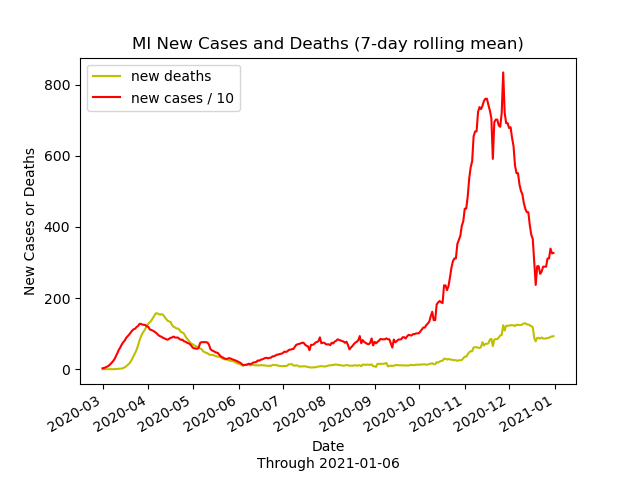 MI New Cases and Deaths (7-day rolling mean)
new deaths
new cases / 10
800
600
400
200
0
New Cases or Deaths
2020-03
2020-04
2020-05
2020-06
2020-07
2020-08
2020-09
2020-10
2020-11
2020-12
2021-01
Date
Through 2021-01-06